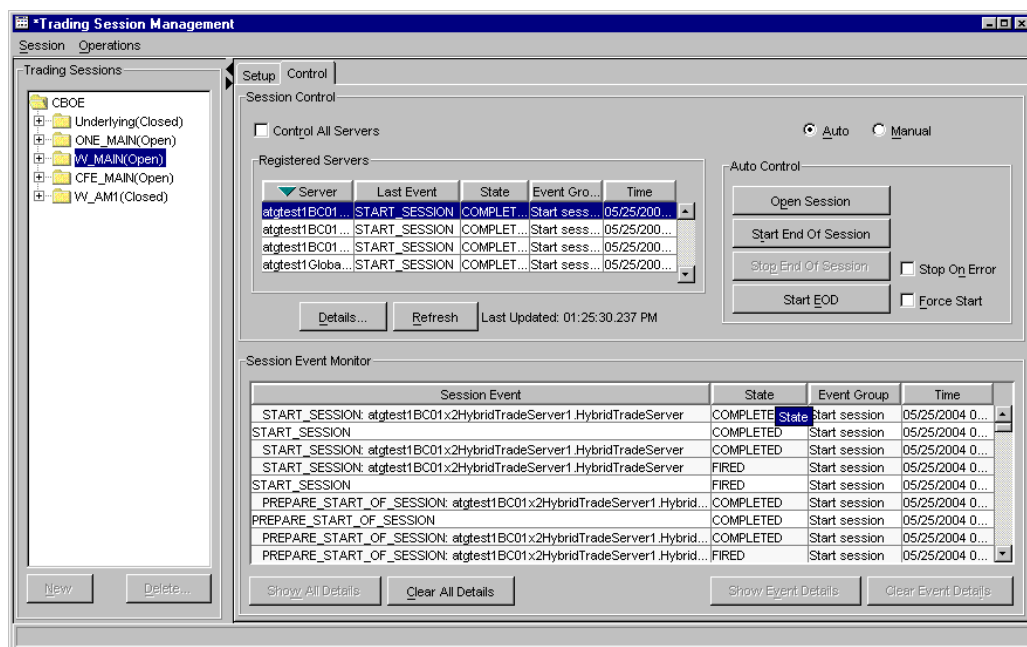 *Trading Session Management
Session Operations
Trading Sessions
CBOE
Underlying(Closed)
ONE_MAIN(Open)
W_MAIN(Open)
CFE_MAIN(Open)
W_AM1(Closed)
New Delete...
Setup Control
Session Control
Control All Servers
Auto Manual
Registered Servers
Server Last Event State Event Gro... Time
atgtest1BC01... START_SESSION COMPLET... Start sess... 05/25/200...
atgtest1BC01... START_SESSION COMPLET... Start sess... 05/25/200...
atgtest1BC01... START_SESSION COMPLET... Start sess... 05/25/200...
atgtest1Globa... START_SESSION COMPLET... Start sess... 05/25/200...
Details... Refresh Last Updated: 01:25:30.237 PM
Auto Control
Open Session
Start End Of Session
Stop End Of Session Stop On Error
Start EOD Force Start
Session Event Monitor
Session Event State Event Group Time
START_SESSION: atgtest1BC01x2HybridTradeServer1.HybridTradeServer COMPLETE State Start session 05/25/2004 0...
START_SESSION COMPLETED Start session 05/25/2004 0...
START_SESSION: atgtest1BC01x2HybridTradeServer1.HybridTradeServer COMPLETED Start session 05/25/2004 0...
START_SESSION: atgtest1BC01x2HybridTradeServer1.HybridTradeServer FIRED Start session 05/25/2004 0...
START_SESSION FIRED Start session 05/25/2004 0...
PREPARE_START_OF_SESSION: atgtest1BC01x2HybridTradeServer1.Hybrid... COMPLETED Start session 05/25/2004 0...
PREPARE_START_OF_SESSION COMPLETED Start session 05/25/2004 0...
PREPARE_START_OF_SESSION: atgtest1BC01x2HybridTradeServer1.Hybrid... COMPLETED Start session 05/25/2004 0...
PREPARE_START_OF_SESSION: atgtest1BC01x2HybridTradeServer1.Hybrid... FIRED Start session 05/25/2004 0...
Show All Details Clear All Details Show Event Details Clear Event Details